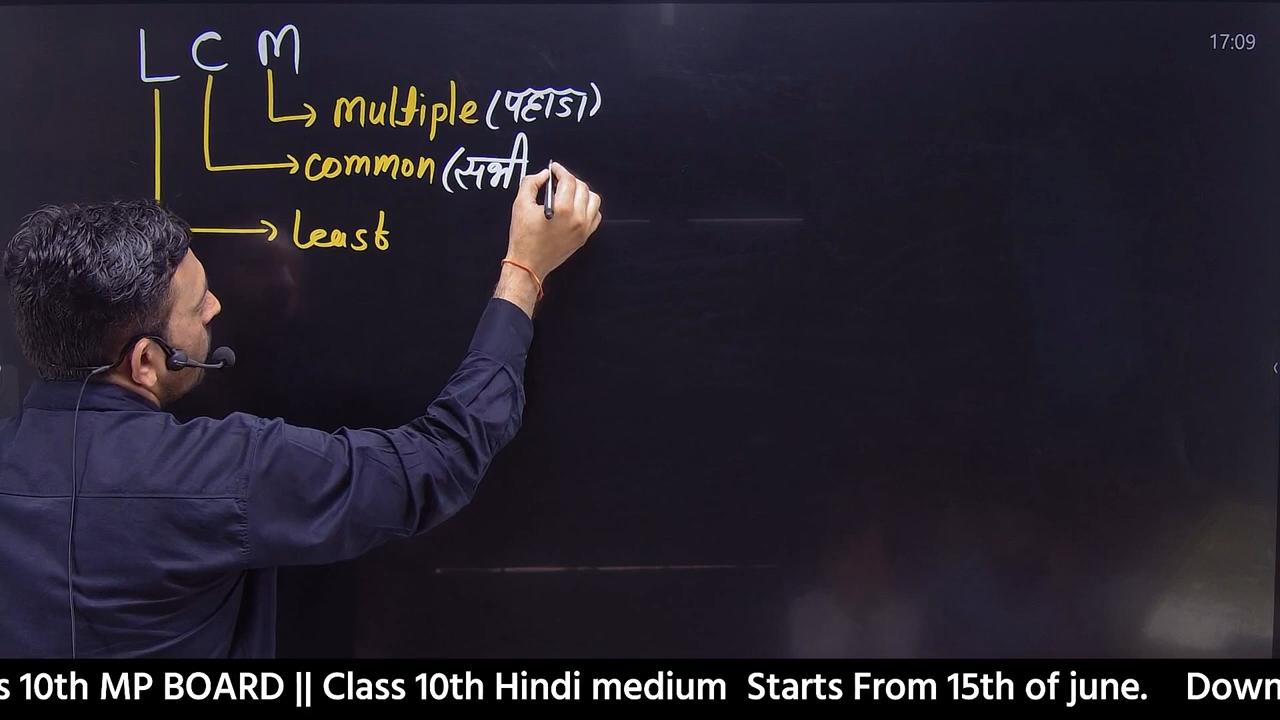 L C M
17:09
multiple (पहाडा)
common (सभी
Least
s 10th MP BOARD || Class 10th Hindi medium Starts From 15th of june. Down